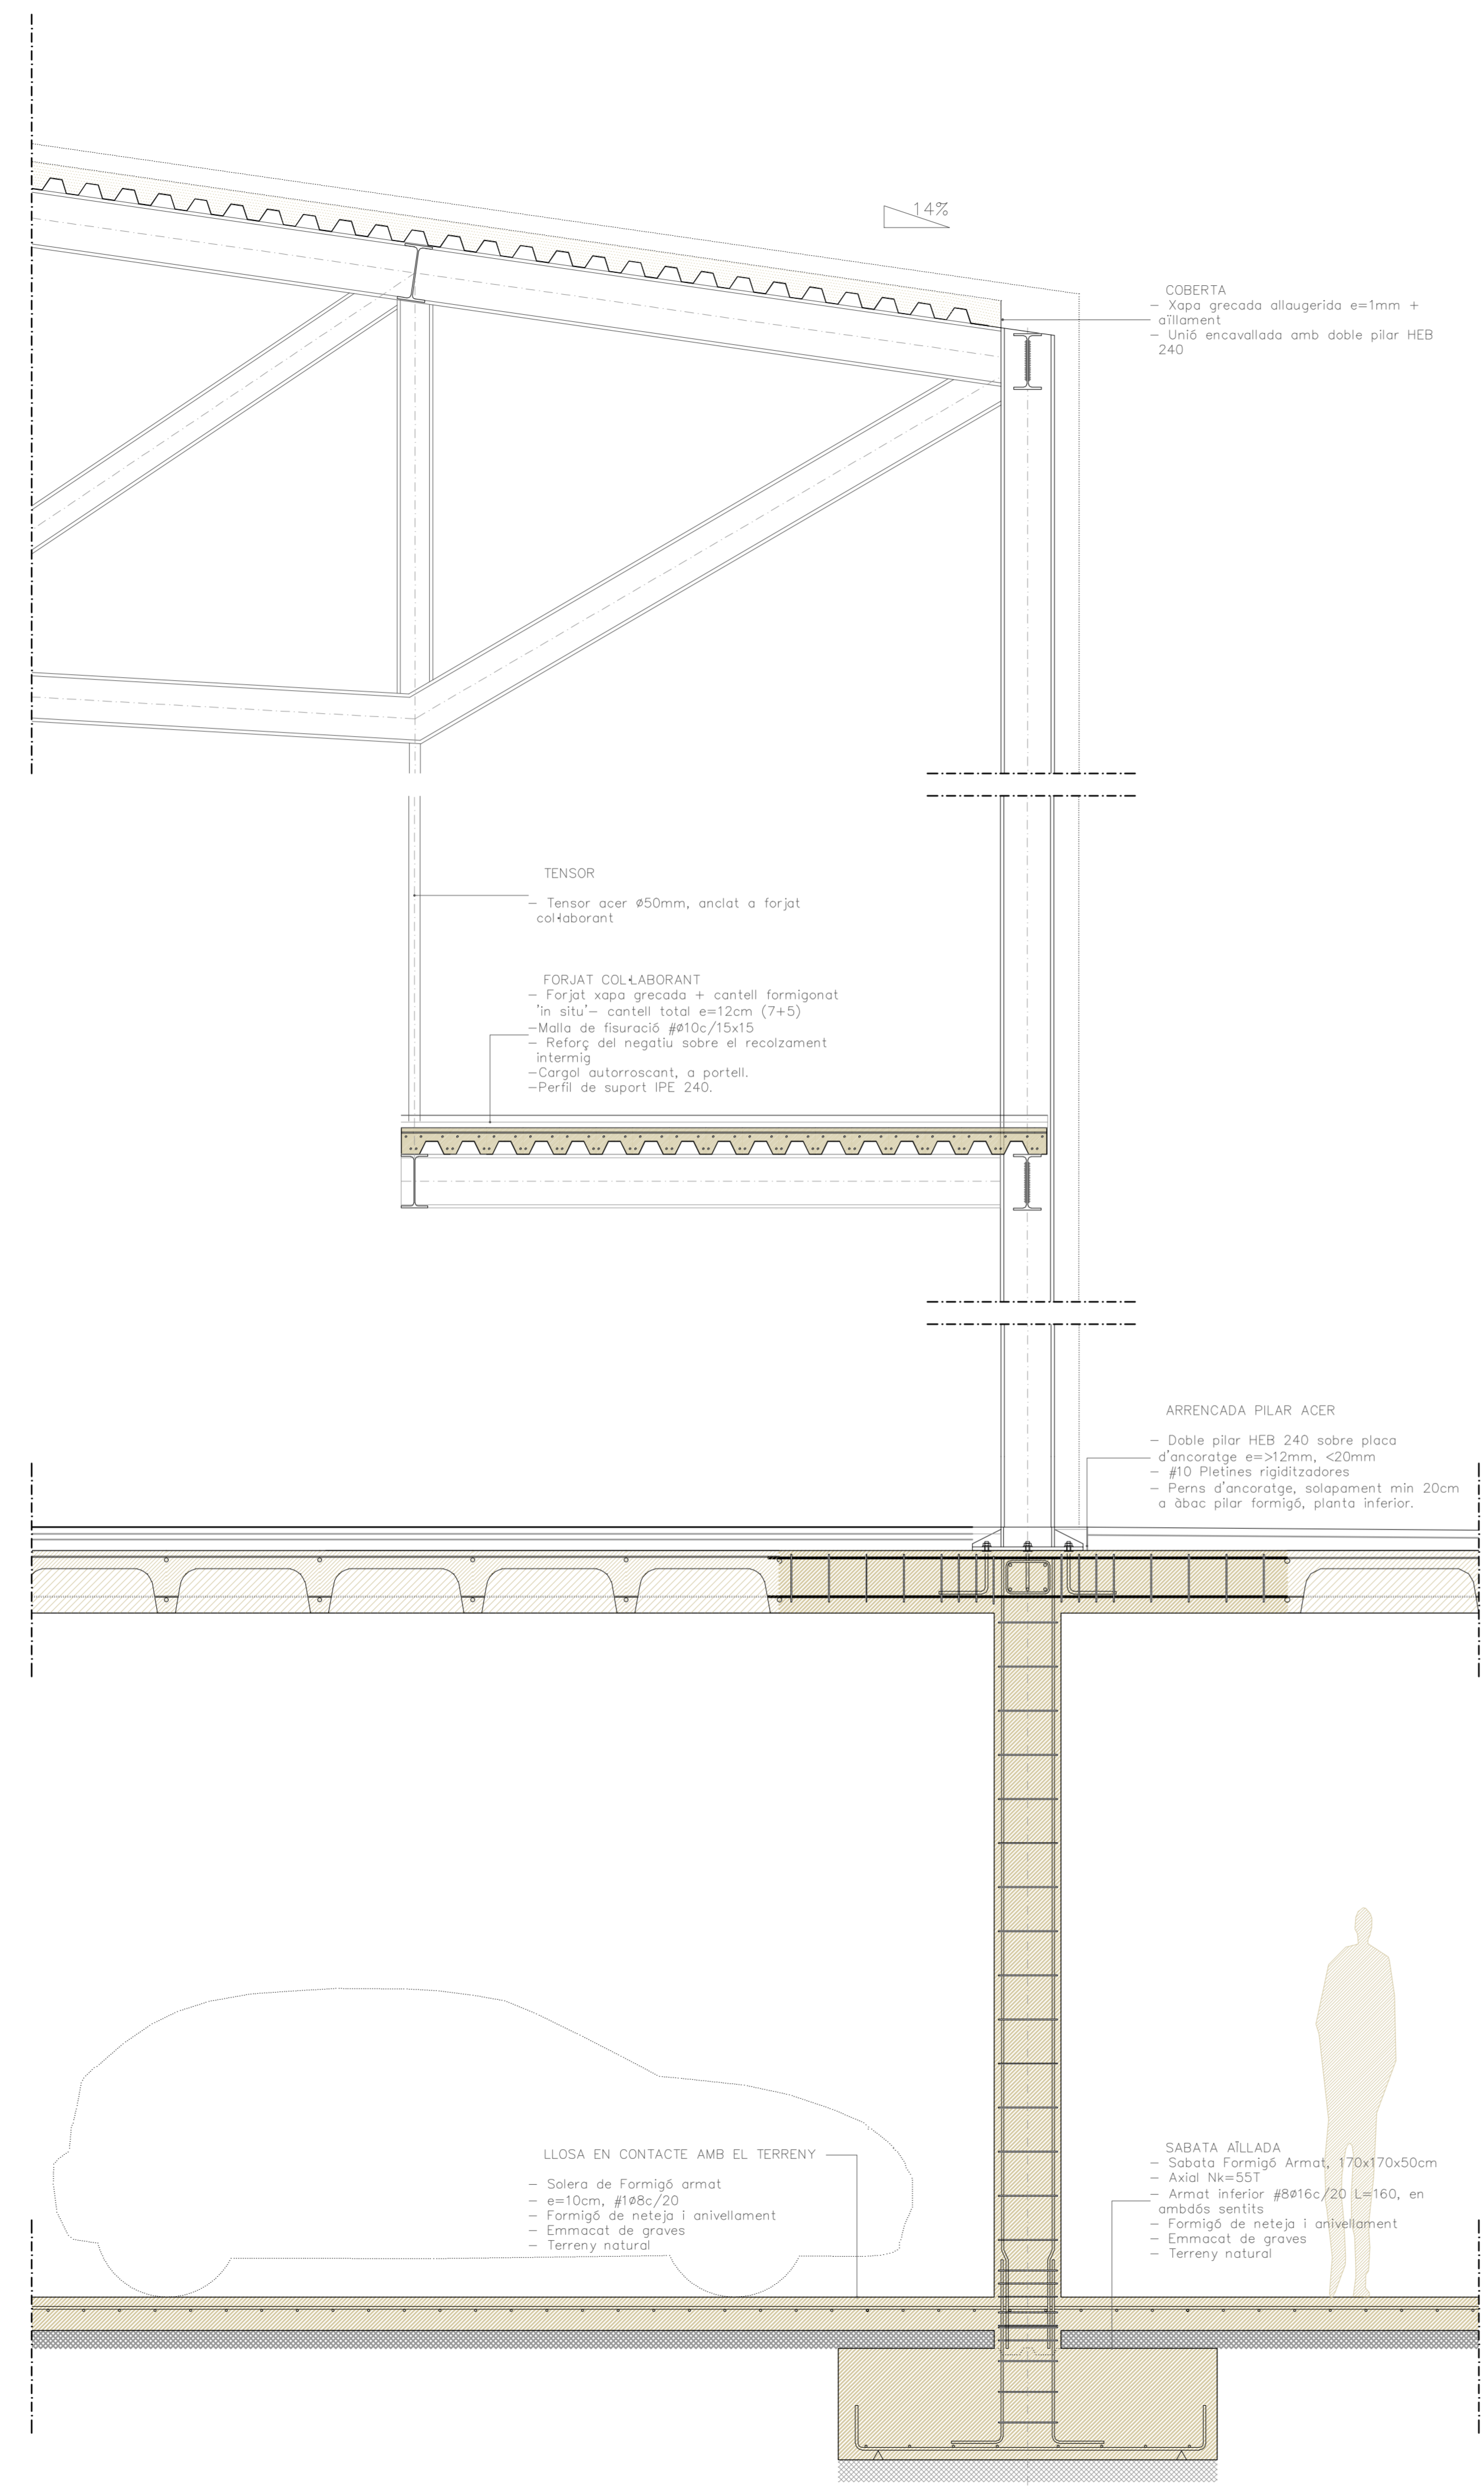 14%
COBERTA
- Xapa grecada allaugerida e=1mm +
aïllament
- Unió encavallada amb doble pilar HEB
240
TENSOR
- Tensor acer ø50mm, anclat a forjat
col·laborant
FORJAT COL·LABORANT
- Forjat xapa grecada + cantell formigonat
'in situ'- cantell total e=12cm (7+5)
-Malla de fisuració #ø10c/15x15
- Reforç del negatiu sobre el recolzament
intermig
-Cargol autorroscant, a portell.
-Perfil de suport IPE 240.
ARRENCADA PILAR ACER
- Doble pilar HEB 240 sobre placa
d'ancoratge e=>12mm, <20mm
- #10 Pletines rigiditzadores
- Perns d'ancoratge, solapament min 20cm
a àbac pilar formigó, planta inferior.
LLOSA EN CONTACTE AMB EL TERRENY
- Solera de Formigó armat
- e=10cm, #1ø8c/20
- Formigó de neteja i anivellament
- Emmacat de graves
- Terreny natural
SABATA AÏLLADA
- Sabata Formigó Armat, 170x170x50cm
- Axial Nk=55T
- Armat inferior #8ø16c/20 L=160, en
ambdós sentits
- Formigó de neteja i anivellament
- Emmacat de graves
- Terreny natural